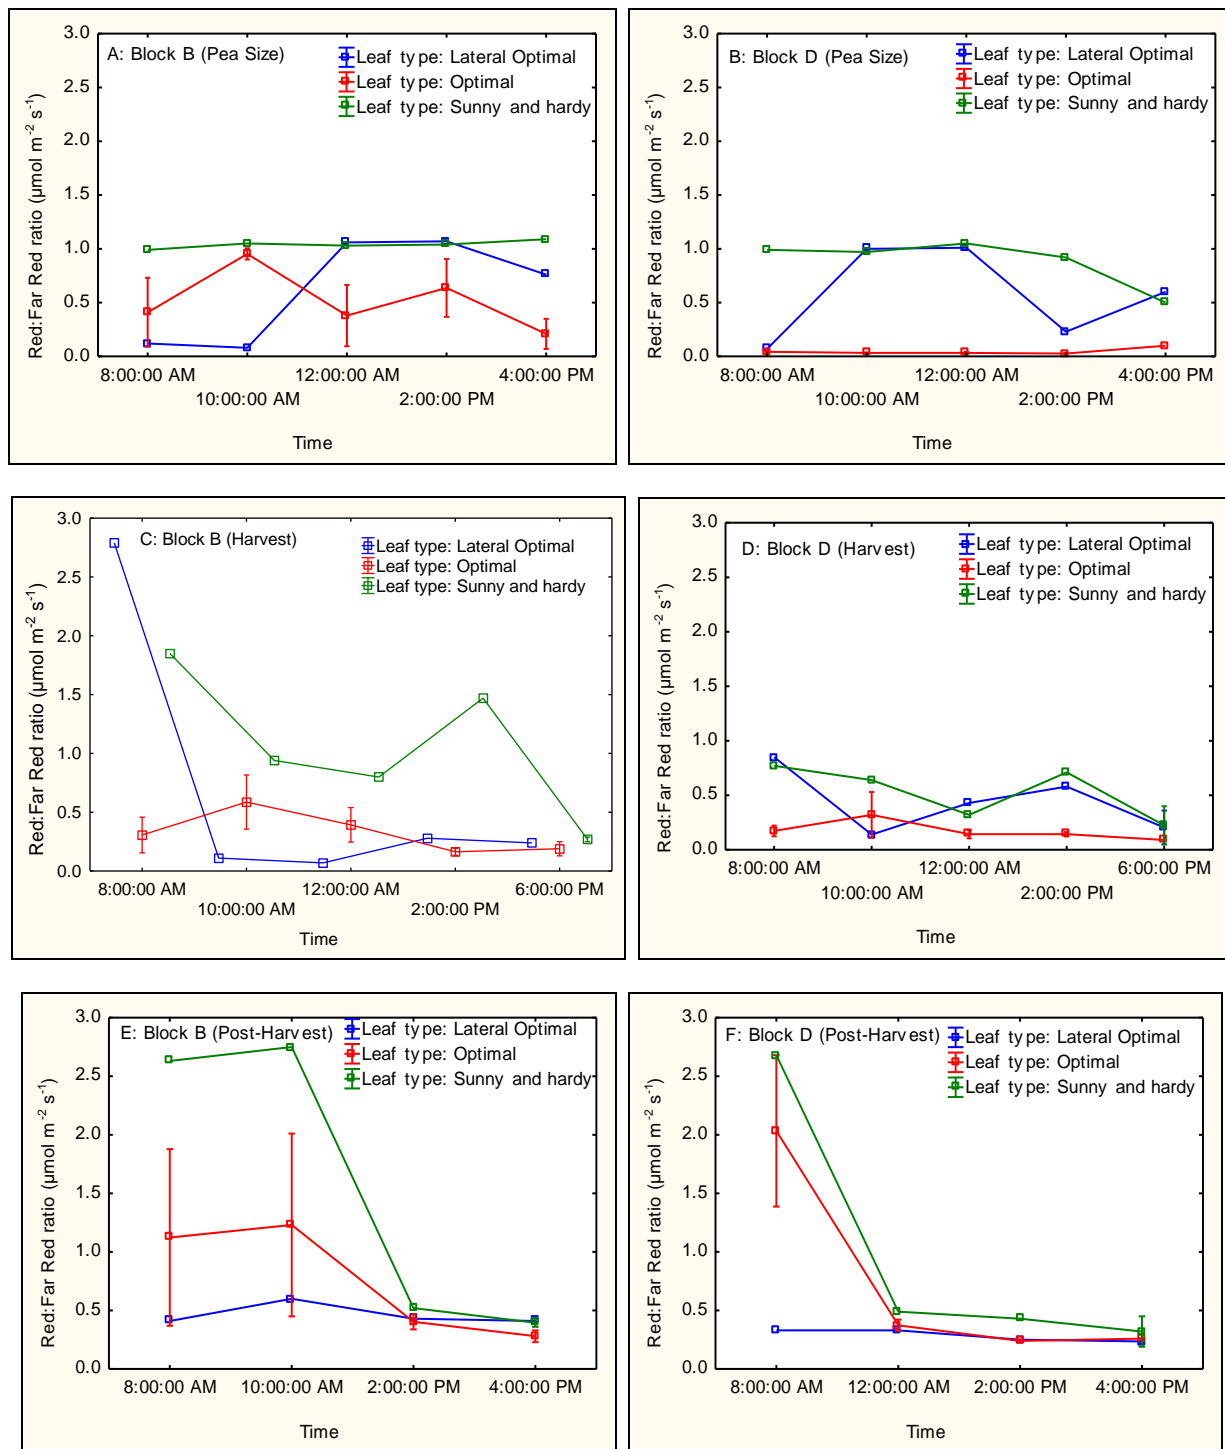 A: Block B (Pea Size)
Leaf type: Lateral Optimal
Leaf type: Optimal
Leaf type: Sunny and hardy
Red:Far Red ratio (µmol m⁻² s⁻¹)
3.0
2.5
2.0
1.5
1.0
0.5
0.0
8:00:00 AM
12:00:00 AM
4:00:00 PM
10:00:00 AM
2:00:00 PM
Time
B: Block D (Pea Size)
Leaf type: Lateral Optimal
Leaf type: Optimal
Leaf type: Sunny and hardy
Red:Far Red ratio (µmol m⁻² s⁻¹)
3.0
2.5
2.0
1.5
1.0
0.5
0.0
8:00:00 AM
12:00:00 AM
4:00:00 PM
10:00:00 AM
2:00:00 PM
Time
C: Block B (Harvest)
Leaf type: Lateral Optimal
Leaf type: Optimal
Leaf type: Sunny and hardy
Red:Far Red ratio (µmol m⁻² s⁻¹)
3.0
2.5
2.0
1.5
1.0
0.5
0.0
8:00:00 AM
12:00:00 AM
6:00:00 PM
10:00:00 AM
2:00:00 PM
Time
D: Block D (Harvest)
Leaf type: Lateral Optimal
Leaf type: Optimal
Leaf type: Sunny and hardy
Red:Far Red ratio (µmol m⁻² s⁻¹)
3.0
2.5
2.0
1.5
1.0
0.5
0.0
8:00:00 AM
12:00:00 AM
6:00:00 PM
10:00:00 AM
2:00:00 PM
Time
E: Block B (Post-Harvest)
Leaf type: Lateral Optimal
Leaf type: Optimal
Leaf type: Sunny and hardy
Red:Far Red ratio (µmol m⁻² s⁻¹)
3.0
2.5
2.0
1.5
1.0
0.5
0.0
8:00:00 AM
10:00:00 AM
2:00:00 PM
4:00:00 PM
Time
F: Block D (Post-Harvest)
Leaf type: Lateral Optimal
Leaf type: Optimal
Leaf type: Sunny and hardy
Red:Far Red ratio (µmol m⁻² s⁻¹)
3.0
2.5
2.0
1.5
1.0
0.5
0.0
8:00:00 AM
12:00:00 AM
2:00:00 PM
4:00:00 PM
Time